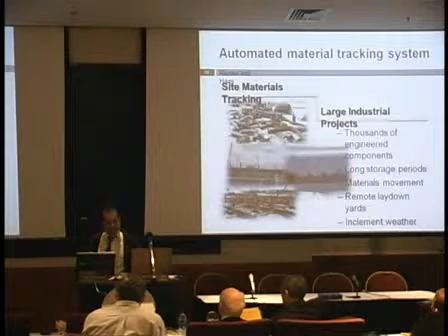 Automated material tracking system
Site Materials
Tracking
Large Industrial
Projects
– Thousands of
engineered
components
– Long storage periods
– Materials movement
– Remote laydown
yards
– Inclement weather